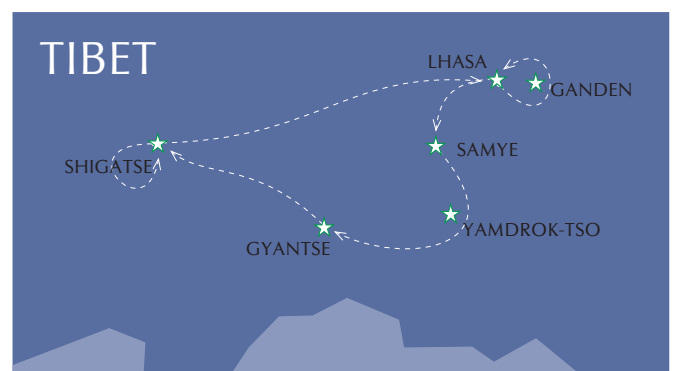 TIBET
LHASA
GANDEN
SAMYE
SHIGATSE
YAMDROK-TSO
GYANTSE